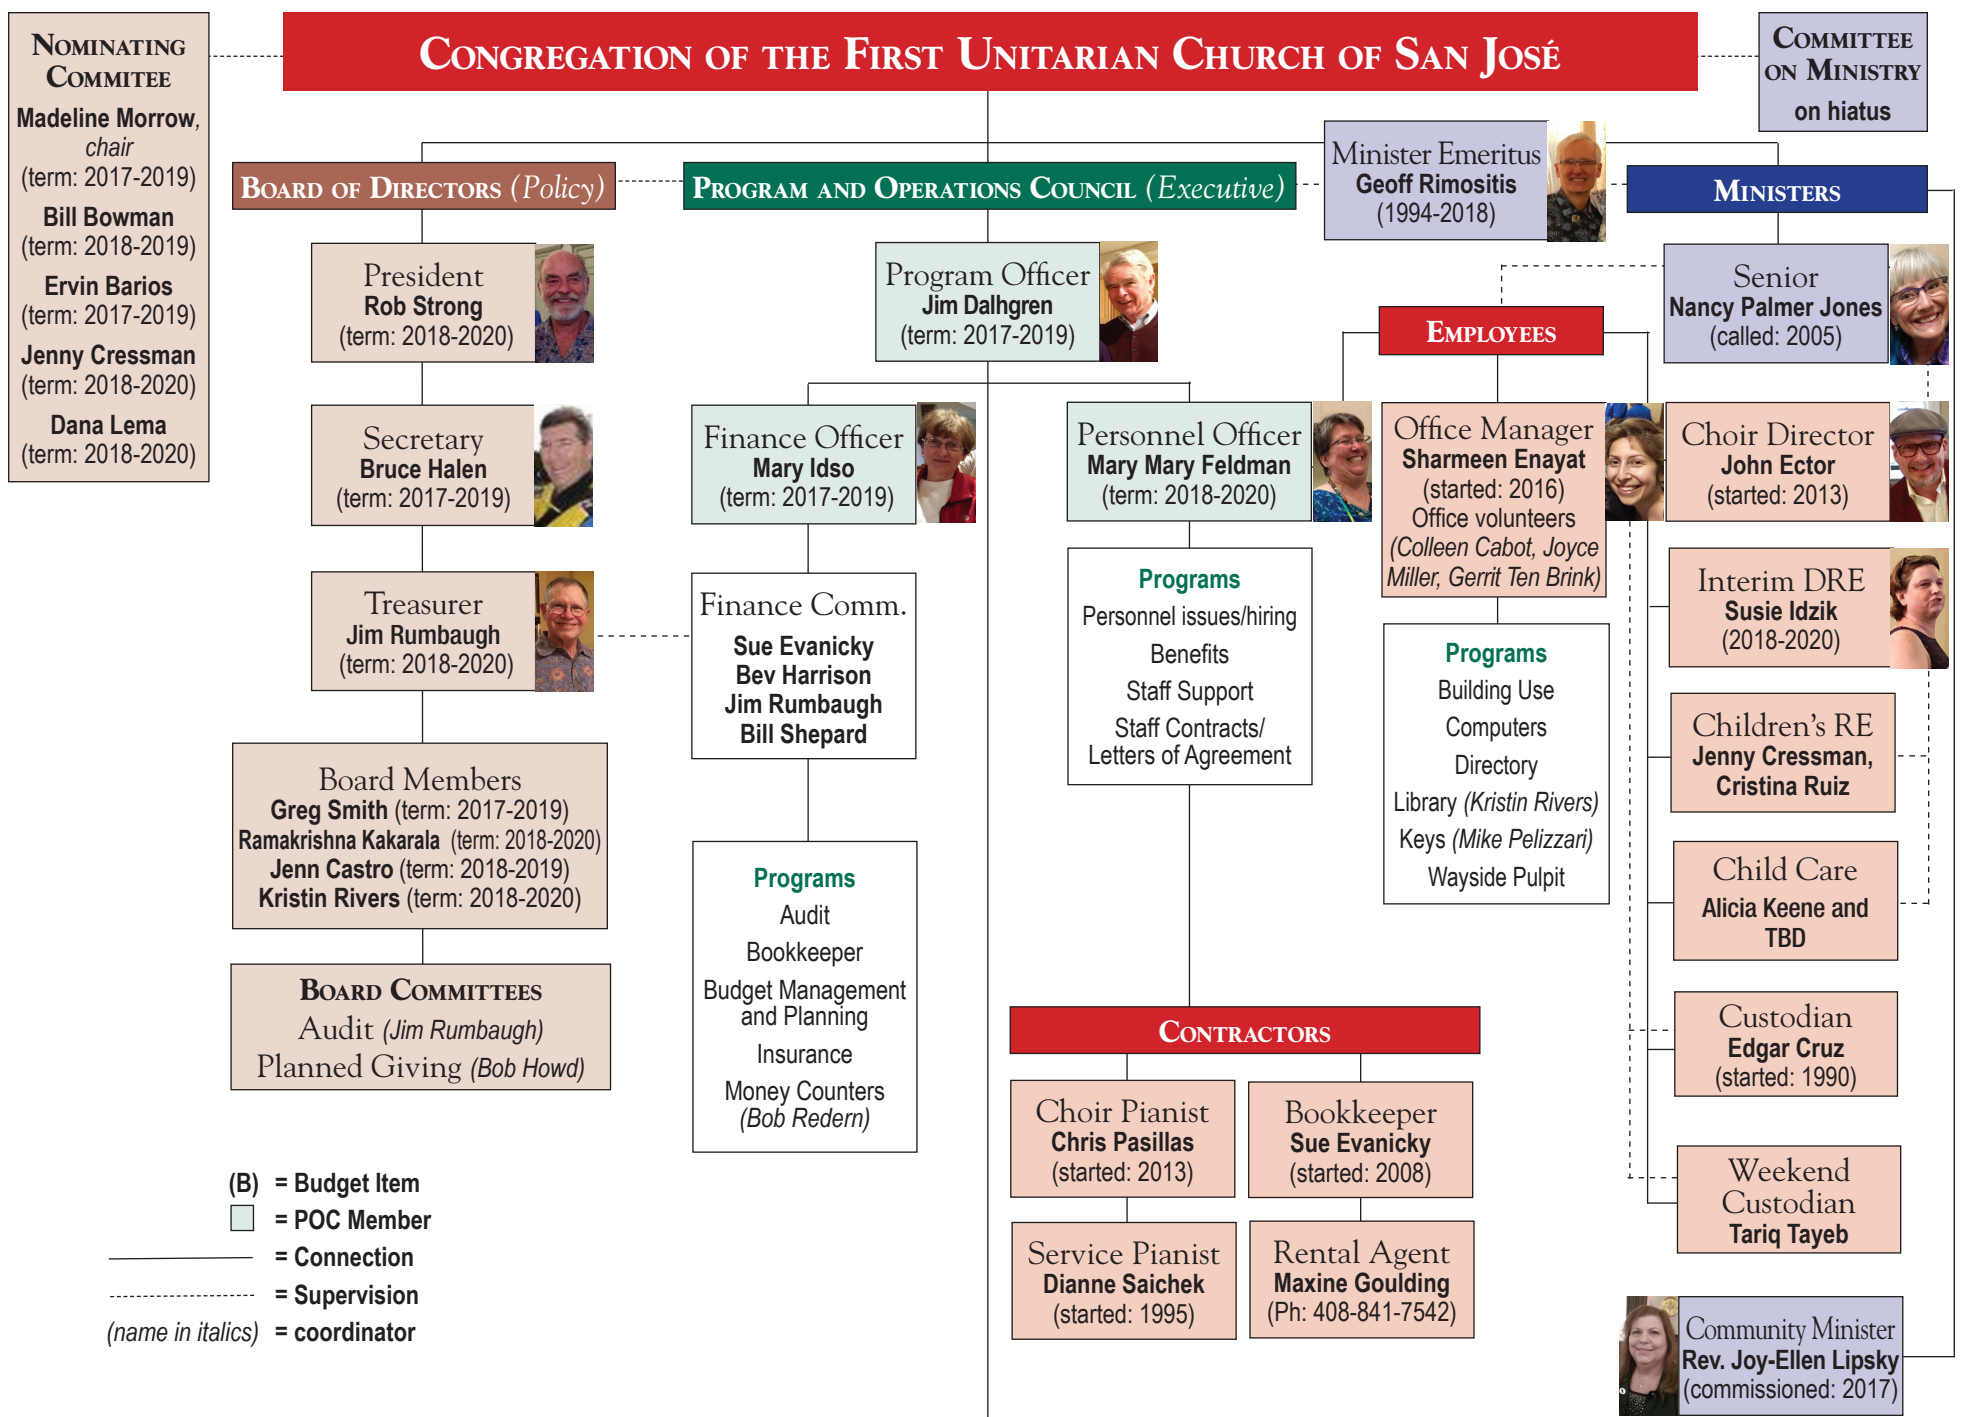 NOMINATING
COMMITEE
Madeline Morrow,
chair
(term: 2017-2019)
Bill Bowman
(term: 2018-2019)
Ervin Barios
(term: 2017-2019)
Jenny Cressman
(term: 2018-2020)
Dana Lema
(term: 2018-2020)
CONGREGATION OF THE FIRST UNITARIAN CHURCH OF SAN JOSÉ
COMMITTEE
ON MINISTRY
on hiatus
BOARD OF DIRECTORS (Policy)
PROGRAM AND OPERATIONS COUNCIL (Executive)
Minister Emeritus
Geoff Rimositis
(1994-2018)
MINISTERS
President
Rob Strong
(term: 2018-2020)
Secretary
Bruce Halen
(term: 2017-2019)
Treasurer
Jim Rumbaugh
(term: 2018-2020)
Board Members
Greg Smith (term: 2017-2019)
Ramakrishna Kakarala (term: 2018-2020)
Jenn Castro (term: 2018-2019)
Kristin Rivers (term: 2018-2020)
BOARD COMMITTEES
Audit (Jim Rumbaugh)
Planned Giving (Bob Howd)
Program Officer
Jim Dalhgren
(term: 2017-2019)
Finance Officer
Mary Idso
(term: 2017-2019)
Finance Comm.
Sue Evanicky
Bev Harrison
Jim Rumbaugh
Bill Shepard
Programs
Audit
Bookkeeper
Budget Management
and Planning
Insurance
Money Counters
(Bob Redern)
Personnel Officer
Mary Mary Feldman
(term: 2018-2020)
Programs
Personnel issues/hiring
Benefits
Staff Support
Staff Contracts/
Letters of Agreement
CONTRACTORS
Choir Pianist
Chris Pasillas
(started: 2013)
Bookkeeper
Sue Evanicky
(started: 2008)
Service Pianist
Dianne Saichek
(started: 1995)
Rental Agent
Maxine Goulding
(Ph: 408-841-7542)
Senior
Nancy Palmer Jones
(called: 2005)
EMPLOYEES
Office Manager
Sharmeen Enayat
(started: 2016)
Office volunteers
(Colleen Cabot, Joyce
Miller, Gerrit Ten Brink)
Programs
Building Use
Computers
Directory
Library (Kristin Rivers)
Keys (Mike Pelizzari)
Wayside Pulpit
Choir Director
John Ector
(started: 2013)
Interim DRE
Susie Idzik
(2018-2020)
Children's RE
Jenny Cressman,
Cristina Ruiz
Child Care
Alicia Keene and
TBD
Custodian
Edgar Cruz
(started: 1990)
Weekend
Custodian
Tariq Tayeb
Community Minister
Rev. Joy-Ellen Lipsky
(commissioned: 2017)
(B) = Budget Item
= POC Member
= Connection
= Supervision
(name in italics) = coordinator